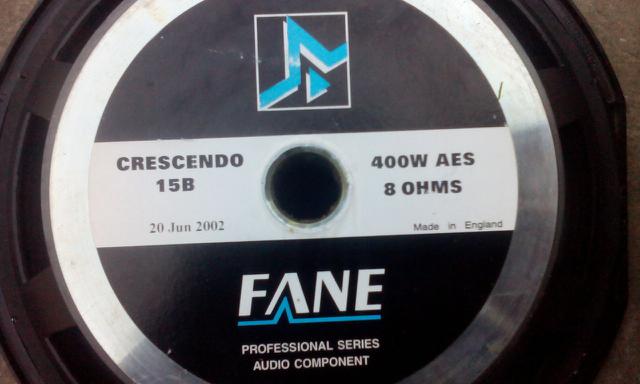 CRESCENDO
15B
400W AES
8 OHMS
20 Jun 2002
Made in England
FANE
PROFESSIONAL SERIES
AUDIO COMPONENT